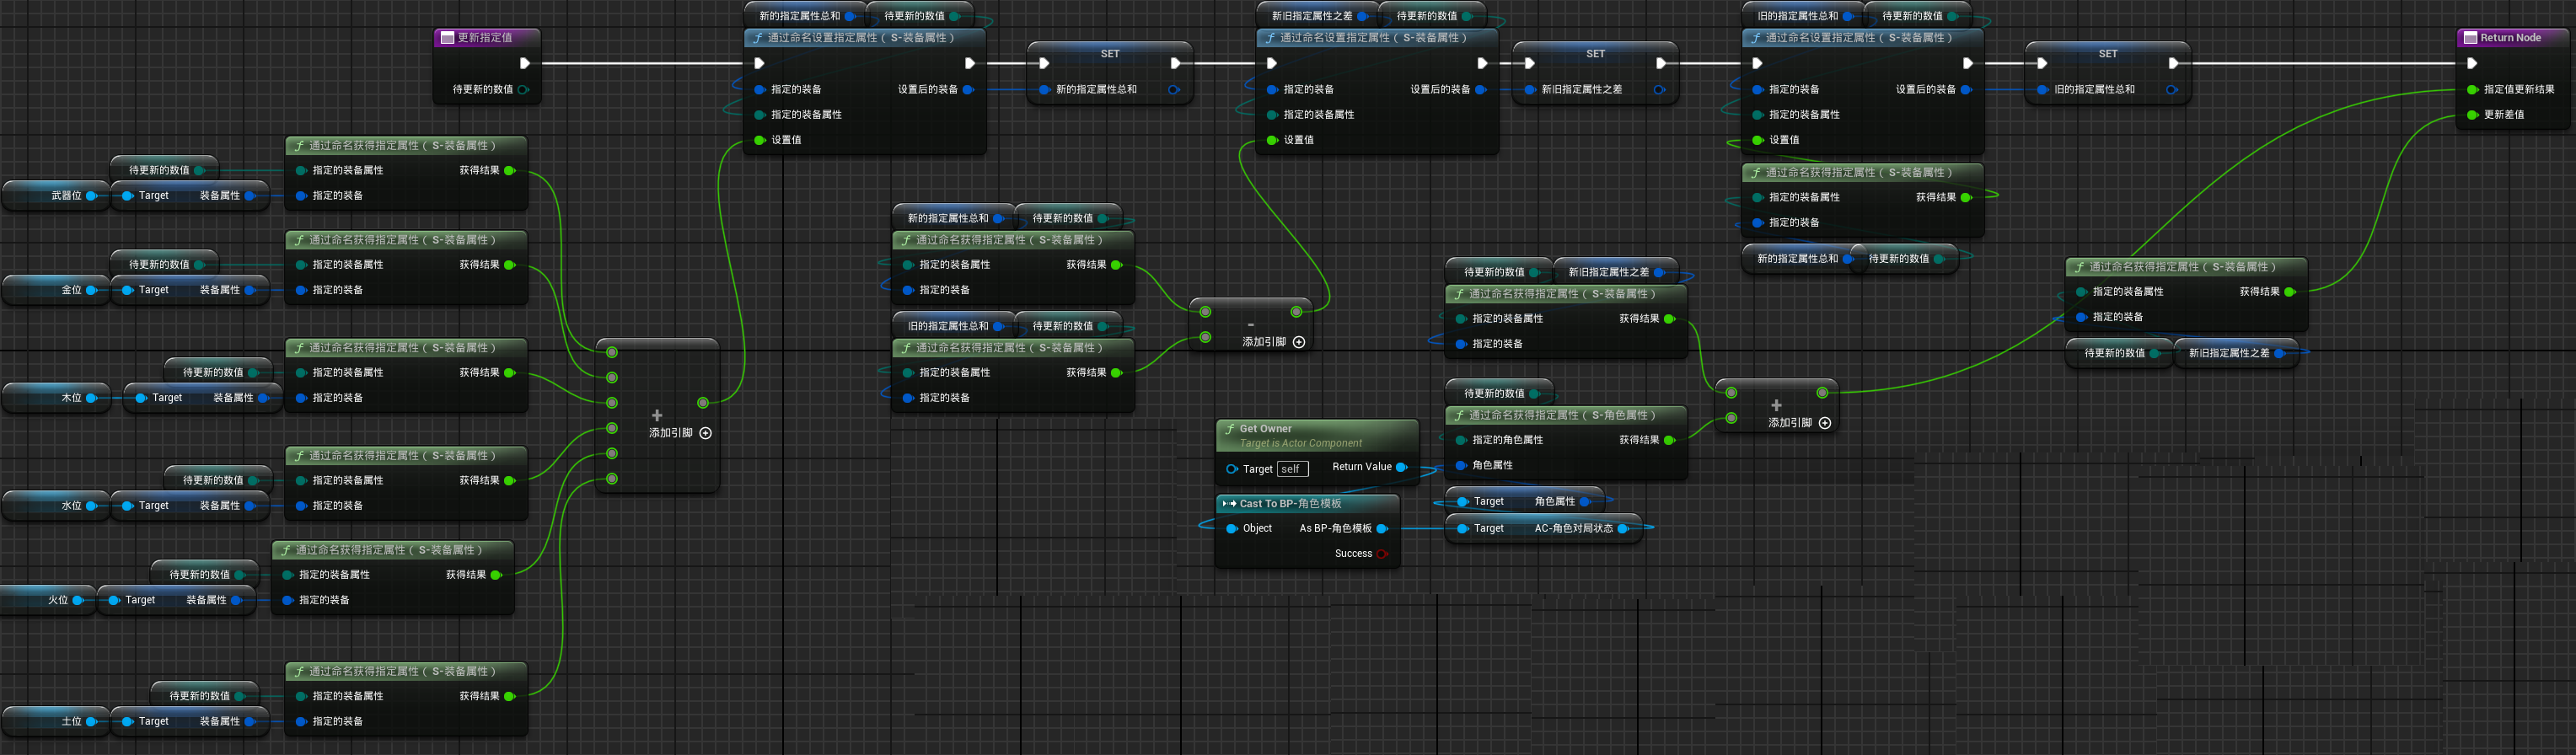 更新指定值
待更新的数值
新的指定属性总和
待更新的数值
通过命名设置指定属性（ S-装备属性）
指定的装备
设置后的装备
指定的装备属性
设置值
SET
新的指定属性总和
新旧指定属性之差
待更新的数值
通过命名设置指定属性（ S-装备属性）
指定的装备
设置后的装备
指定的装备属性
设置值
SET
新旧指定属性之差
旧的指定属性总和
待更新的数值
通过命名设置指定属性（ S-装备属性）
指定的装备
设置后的装备
指定的装备属性
设置值
SET
旧的指定属性总和
Return Node
指定值更新结果
更新差值
通过命名获得指定属性（ S-装备属性）
待更新的数值
指定的装备属性
获得结果
武器位
Target
装备属性
指定的装备
通过命名获得指定属性（ S-装备属性）
待更新的数值
指定的装备属性
获得结果
金位
Target
装备属性
指定的装备
通过命名获得指定属性（ S-装备属性）
待更新的数值
指定的装备属性
获得结果
木位
Target
装备属性
指定的装备
通过命名获得指定属性（ S-装备属性）
待更新的数值
指定的装备属性
获得结果
水位
Target
装备属性
指定的装备
通过命名获得指定属性（ S-装备属性）
待更新的数值
指定的装备属性
获得结果
火位
Target
装备属性
指定的装备
通过命名获得指定属性（ S-装备属性）
待更新的数值
指定的装备属性
获得结果
土位
Target
装备属性
指定的装备
+
添加引脚
新的指定属性总和
待更新的数值
通过命名获得指定属性（ S-装备属性）
指定的装备属性
获得结果
指定的装备
旧的指定属性总和
待更新的数值
通过命名获得指定属性（ S-装备属性）
指定的装备属性
获得结果
指定的装备
-
添加引脚
Get Owner
Target is Actor Component
Target
self
Return Value
Cast To BP-角色模板
Object
As BP-角色模板
Success
待更新的数值
新旧指定属性之差
通过命名获得指定属性（ S-装备属性）
指定的装备属性
获得结果
指定的装备
待更新的数值
通过命名获得指定属性（ S-角色属性）
指定的角色属性
获得结果
角色属性
Target
角色属性
Target
AC-角色对局状态
+
添加引脚
通过命名获得指定属性（ S-装备属性）
指定的装备属性
获得结果
指定的装备
新的指定属性总和
待更新的数值
通过命名获得指定属性（ S-装备属性）
指定的装备属性
获得结果
指定的装备
待更新的数值
新旧指定属性之差